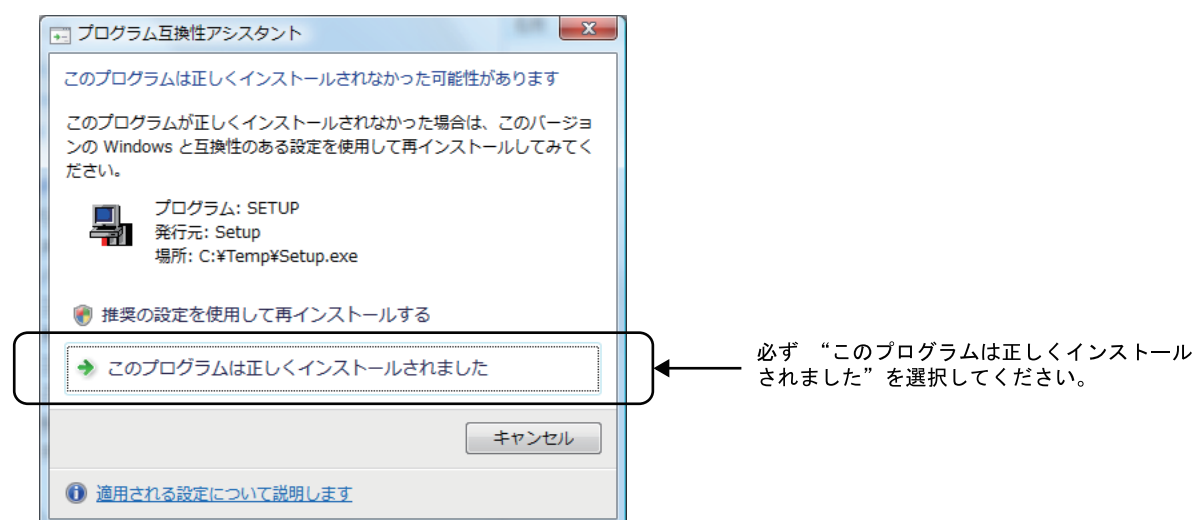 プログラム互換性アシスタント
このプログラムは正しくインストールされなかった可能性があります
このプログラムが正しくインストールされなかった場合は、このバージョ
ンの Windows と互換性のある設定を使用して再インストールしてみてく
ださい。
プログラム: SETUP
発行元: Setup
場所: C:¥Temp¥Setup.exe
推奨の設定を使用して再インストールする
このプログラムは正しくインストールされました
必ず “このプログラムは正しくインストール
されました”を選択してください。
キャンセル
適用される設定について説明します